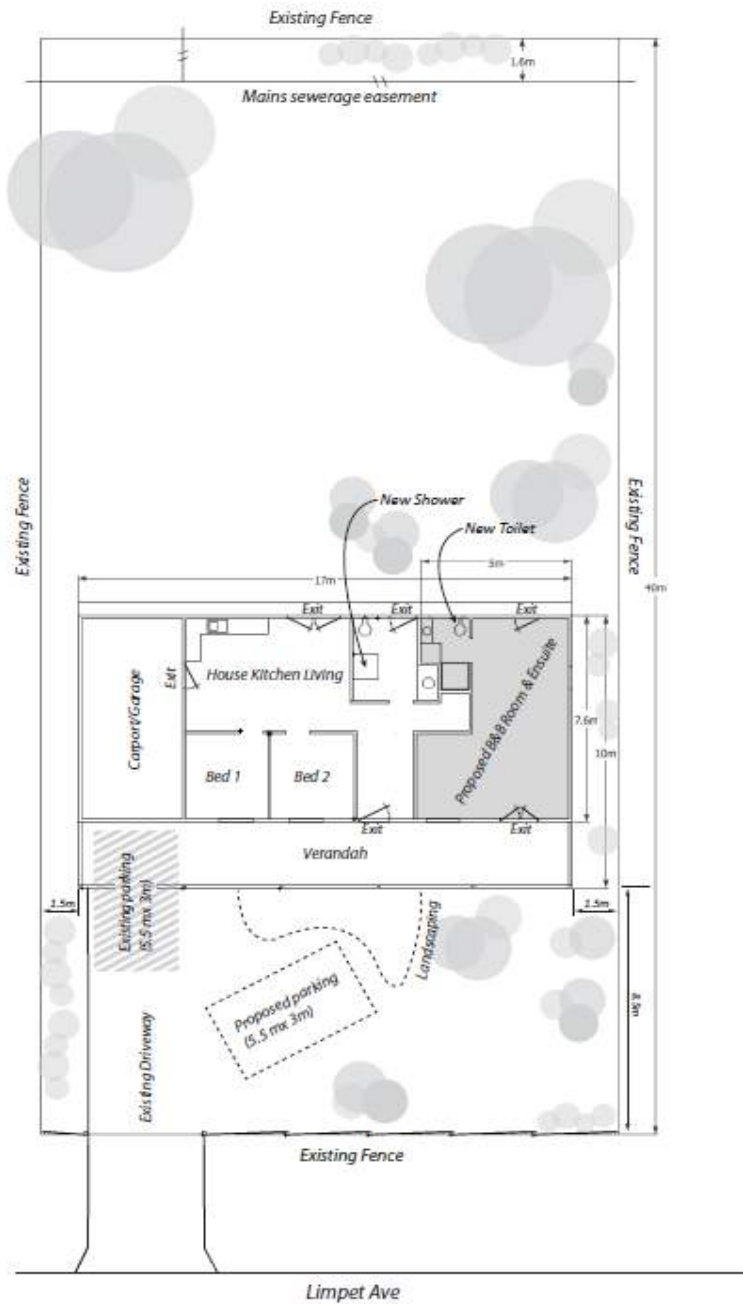 Existing Fence
1.6m
Mains sewerage easement
Existing Fence
Existing Fence
New Shower
New Toilet
5m
17m
40m
Exit
Exit
Exit
House Kitchen Living
Exit
Carport/Garage
Proposed B&B Room & Ensuite
7.6m
10m
Bed 1
Bed 2
Exit
Exit
Verandah
Existing parking
(5.5 mx 3m)
1.5m
1.5m
Landscaping
Proposed parking
(5.5 mx 3m)
8.5m
Existing Driveway
Existing Fence
Limpet Ave